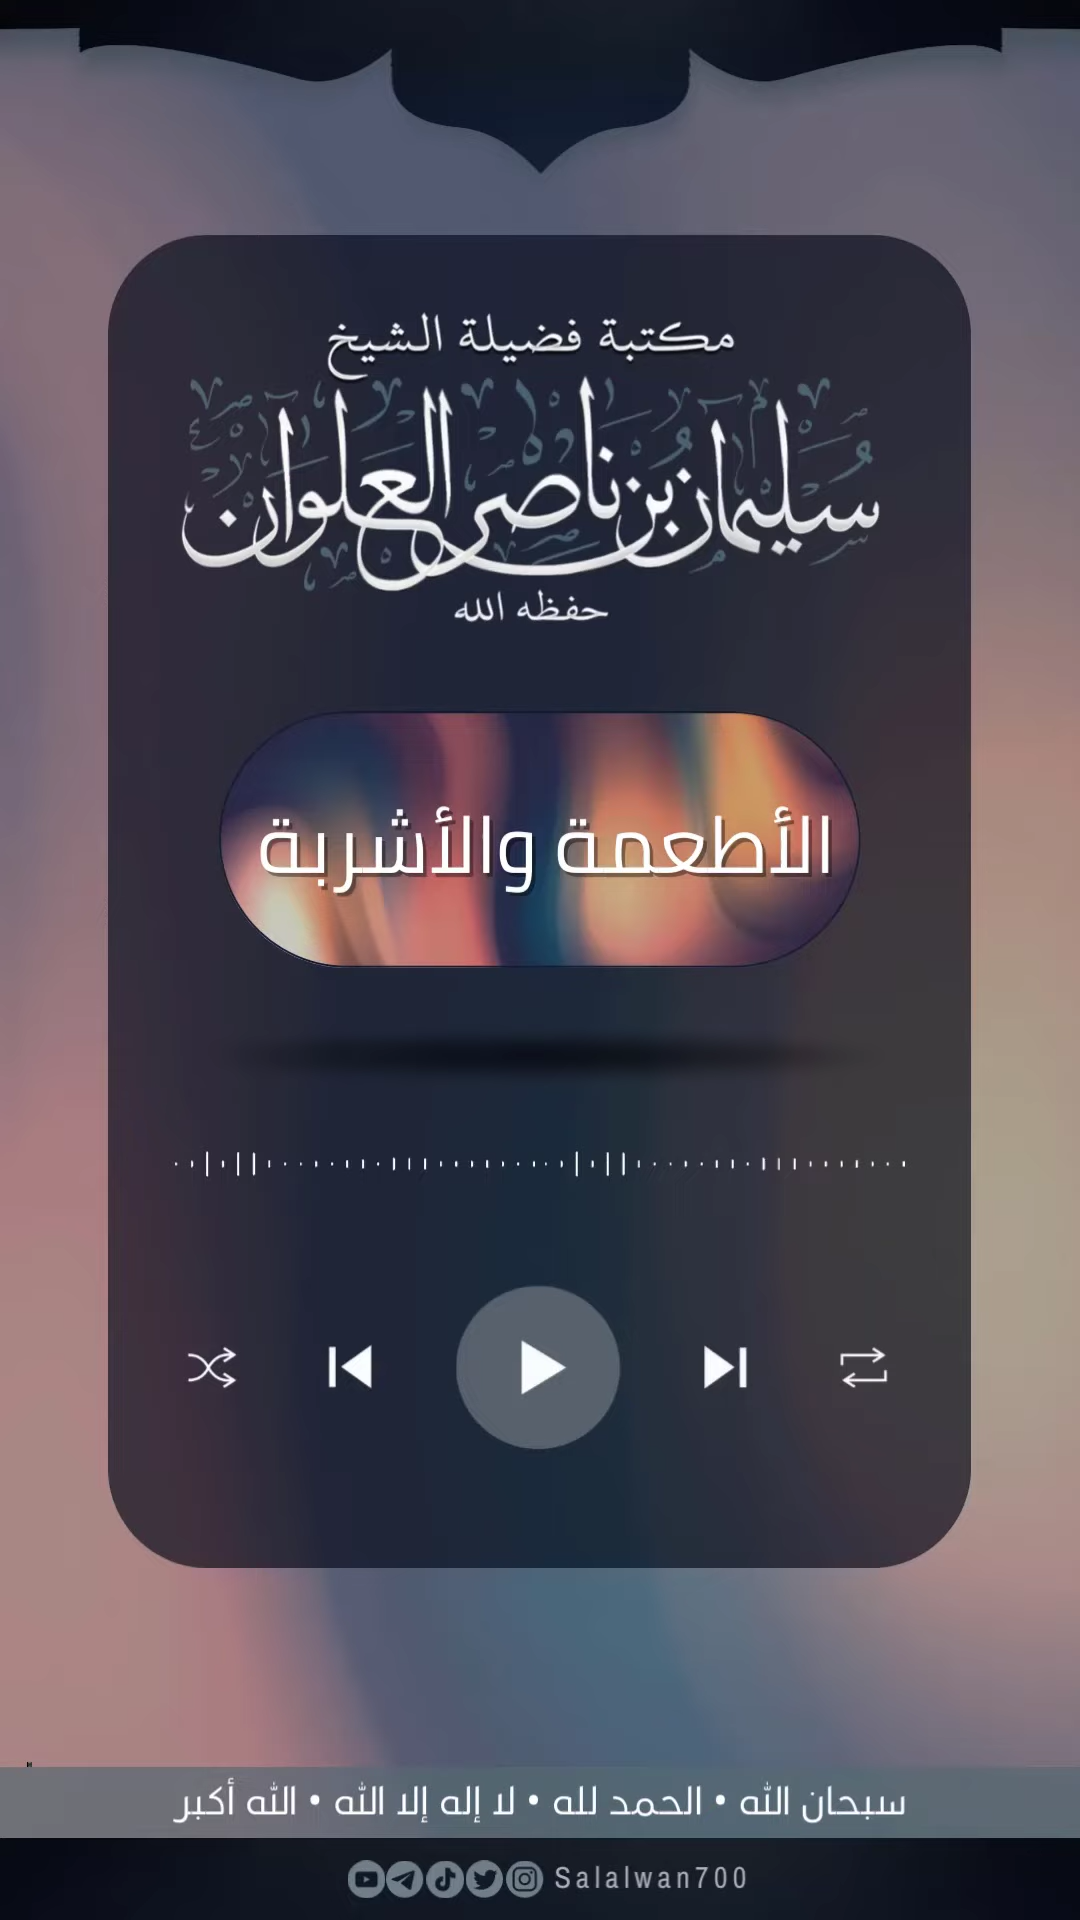 مكتبة فضيلة الشيخ
سليمان بن ناصر العلوان
حفظه الله
الأطعمة والأشربة
سبحان الله • الحمد لله • لا إله إلا الله • الله أكبر
Salalwan700